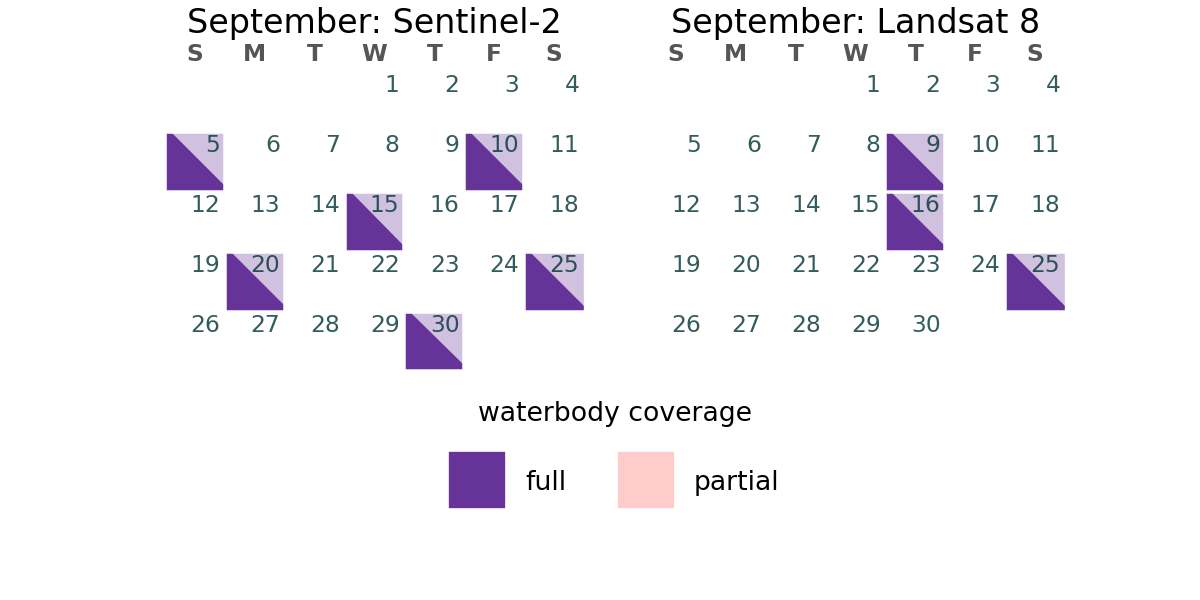 September: Sentinel-2
S M T W T F S
1 2 3 4
5 6 7 8 9 10 11
12 13 14 15 16 17 18
19 20 21 22 23 24 25
26 27 28 29 30
September: Landsat 8
S M T W T F S
1 2 3 4
5 6 7 8 9 10 11
12 13 14 15 16 17 18
19 20 21 22 23 24 25
26 27 28 29 30
waterbody coverage
full partial